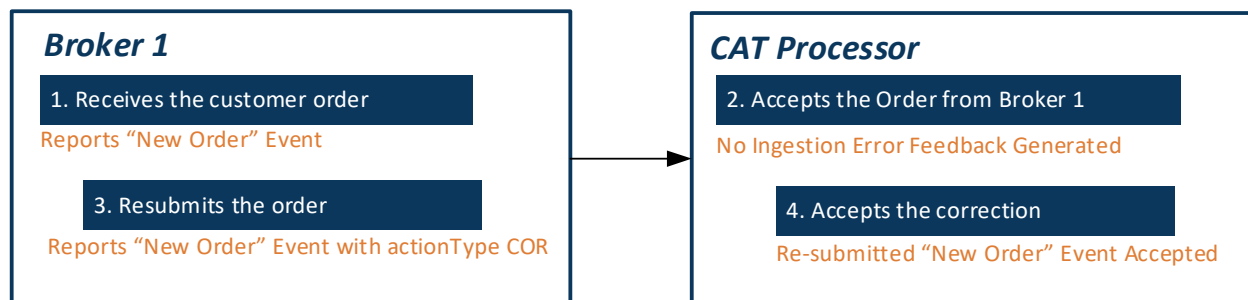 Broker 1
1. Receives the customer order
Reports “New Order” Event
3. Resubmits the order
Reports “New Order” Event with actionType COR
CAT Processor
2. Accepts the Order from Broker 1
No Ingestion Error Feedback Generated
4. Accepts the correction
Re-submitted “New Order” Event Accepted